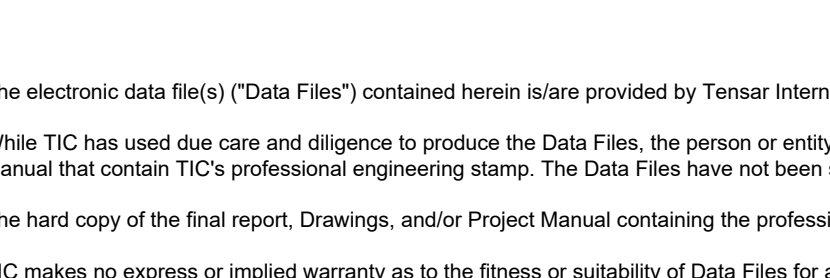 he electronic data file(s) ("Data Files") contained herein is/are provided by Tensar Intern
hile TIC has used due care and diligence to produce the Data Files, the person or entity
anual that contain TIC's professional engineering stamp. The Data Files have not been
he hard copy of the final report, Drawings, and/or Project Manual containing the professi
IC makes no express or implied warranty as to the fitness or suitability of Data Files for a